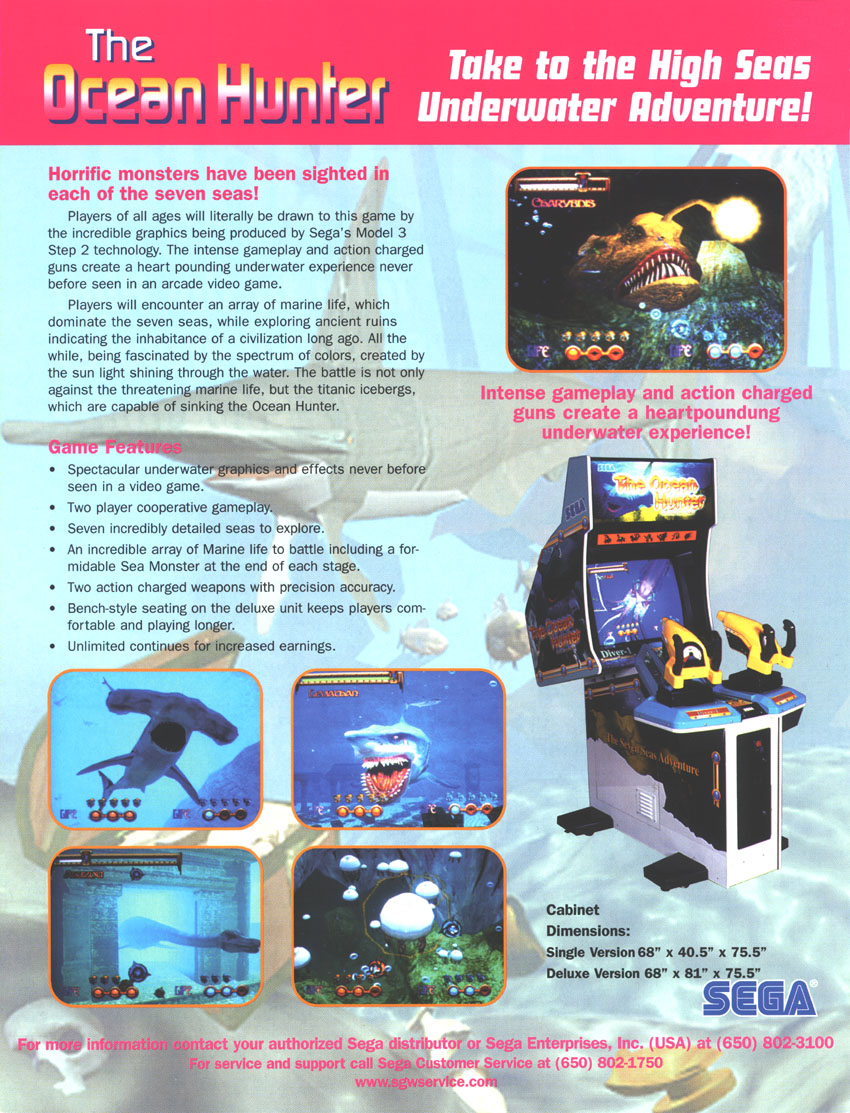 The
Ocean Hunter
Take to the High Seas
Underwater Adventure!
Horrific monsters have been sighted in
each of the seven seas!
Players of all ages will literally be drawn to this game by
the incredible graphics being produced by Sega's Model 3
Step 2 technology. The intense gameplay and action charged
guns create a heart pounding underwater experience never
before seen in an arcade video game.
Players will encounter an array of marine life, which
dominate the seven seas, while exploring ancient ruins
indicating the inhabitance of a civilization long ago. All the
while, being fascinated by the spectrum of colors, created by
the sun light shining through the water. The battle is not only
against the threatening marine life, but the titanic icebergs,
which are capable of sinking the Ocean Hunter.
Game Features
• Spectacular underwater graphics and effects never before
seen in a video game.
• Two player cooperative gameplay.
• Seven incredibly detailed seas to explore.
• An incredible array of Marine life to battle including a for-
midable Sea Monster at the end of each stage.
• Two action charged weapons with precision accuracy.
• Bench-style seating on the deluxe unit keeps players com-
fortable and playing longer.
• Unlimited continues for increased earnings.
CHARYBDIS
Intense gameplay and action charged
guns create a heartpoundung
underwater experience!
SEGA
The Ocean
Hunter
SEGA
The Ocean
Hunter
Diver-1
The Seven Seas Adventure
LEVIATHAN
Cabinet
Dimensions:
Single Version 68” x 40.5” x 75.5”
Deluxe Version 68” x 81” x 75.5”
SEGA®
For more information contact your authorized Sega distributor or Sega Enterprises, Inc. (USA) at (650) 802-3100
For service and support call Sega Customer Service at (650) 802-1750
www.sgwservice.com